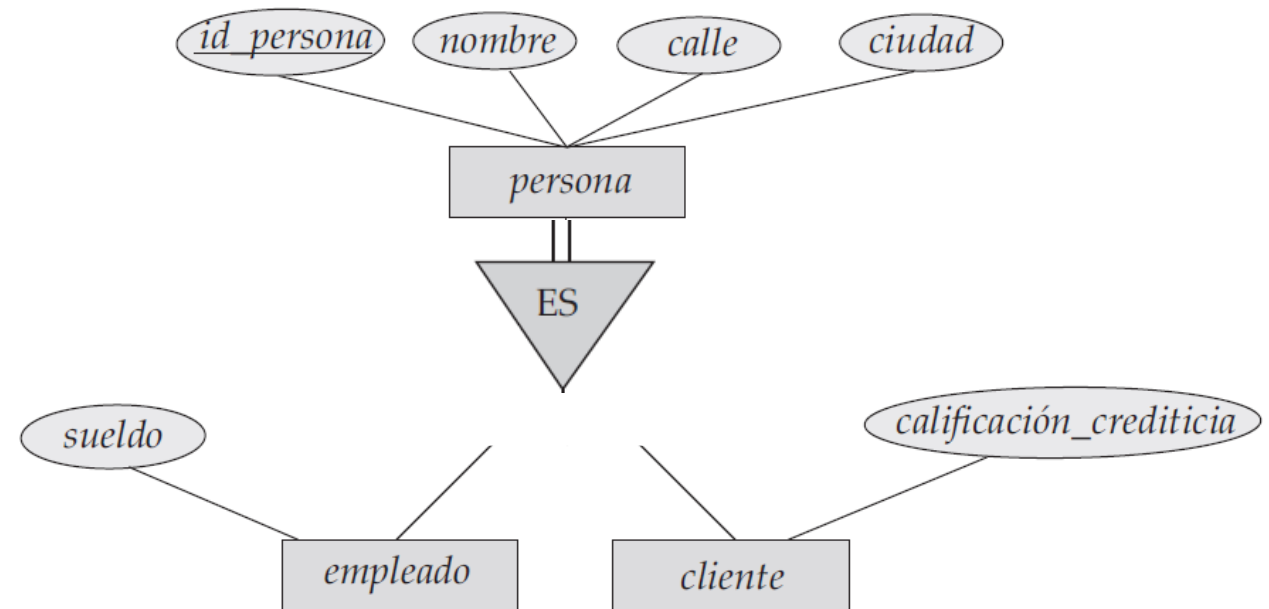 id_persona
nombre
calle
ciudad
persona
ES
sueldo
calificación_crediticia
empleado
cliente